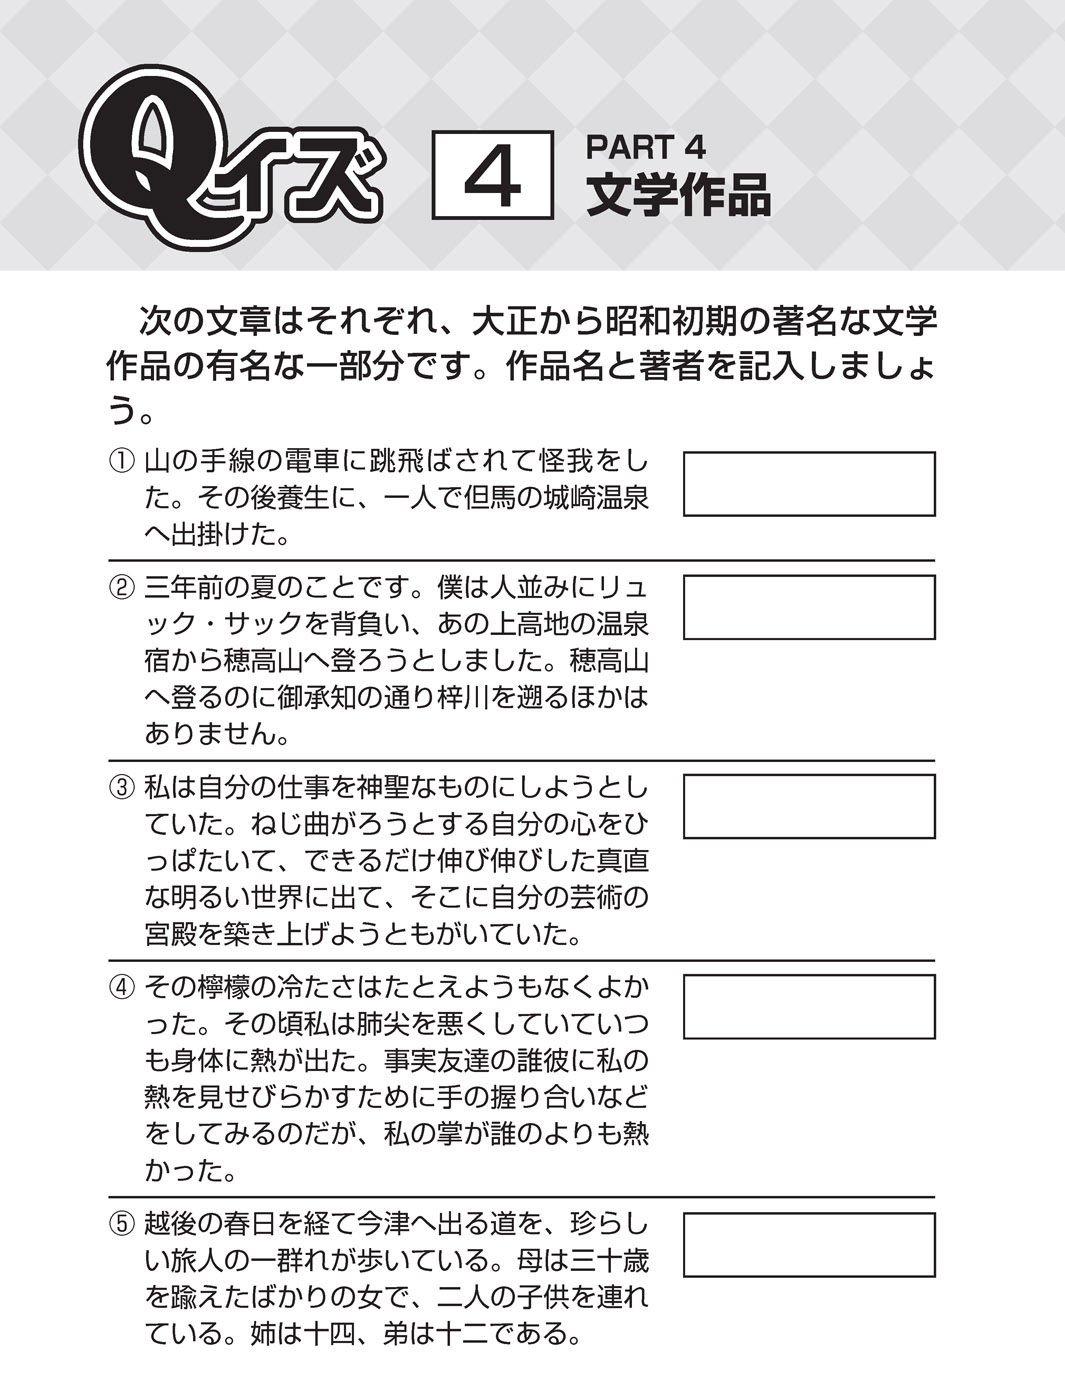 Qイズ
4
PART 4
文学作品
次の文章はそれぞれ、大正から昭和初期の著名な文学
作品の有名な一部分です。作品名と著者を記入しましょ
う。
① 山の手線の電車に跳飛ばされて怪我をし
た。その後養生に、一人で但馬の城崎温泉
へ出掛けた。
② 三年前の夏のことです。僕は人並みにリュ
ック・サックを背負い、あの上高地の温泉
宿から穂高山へ登ろうとしました。穂高山
へ登るのに御承知の通り梓川を遡るほかは
ありません。
③ 私は自分の仕事を神聖なものにしようとし
ていた。ねじ曲がろうとする自分の心をひ
っぱたいて、できるだけ伸び伸びした真直
な明るい世界に出て、そこに自分の芸術の
宮殿を築き上げようともがいていた。
④ その檸檬の冷たさはたとえようもなくよか
った。その頃私は肺尖を悪くしていていつ
も身体に熱が出た。事実友達の誰彼に私の
熱を見せびらかすために手の握り合いなど
をしてみるのだが、私の掌が誰のよりも熱
かった。
⑤ 越後の春日を経て今津へ出る道を、珍らし
い旅人の一群れが歩いている。母は三十歳
を踰えたばかりの女で、二人の子供を連れ
ている。姉は十四、弟は十二である。